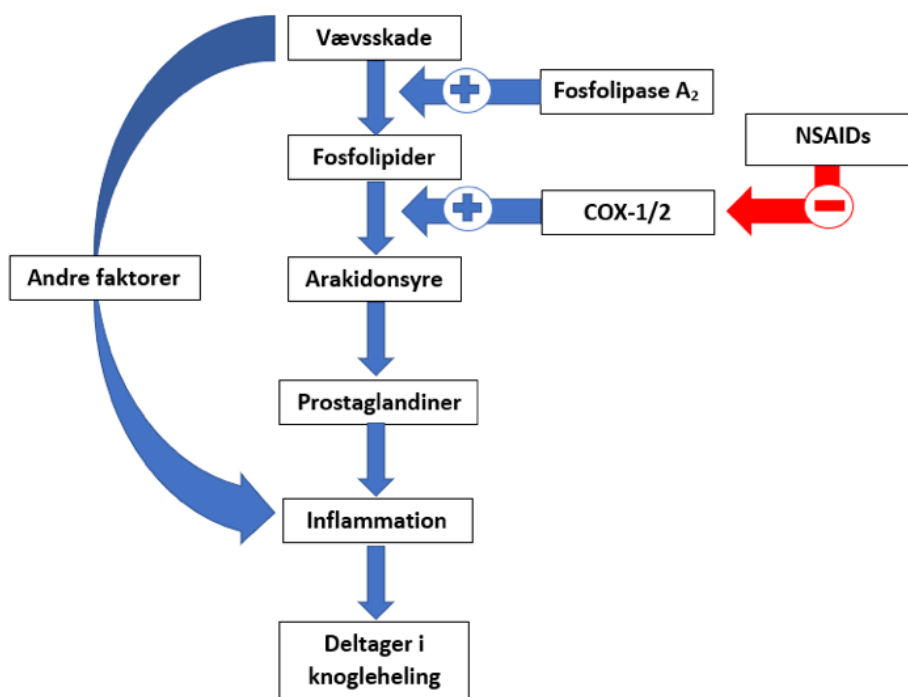 Vævsskade
Fosfolipase A₂
NSAIDs
Fosfolipider
COX-1/2
Andre faktorer
Arakidonsyre
Prostaglandiner
Inflammation
Deltager i
knogleheling